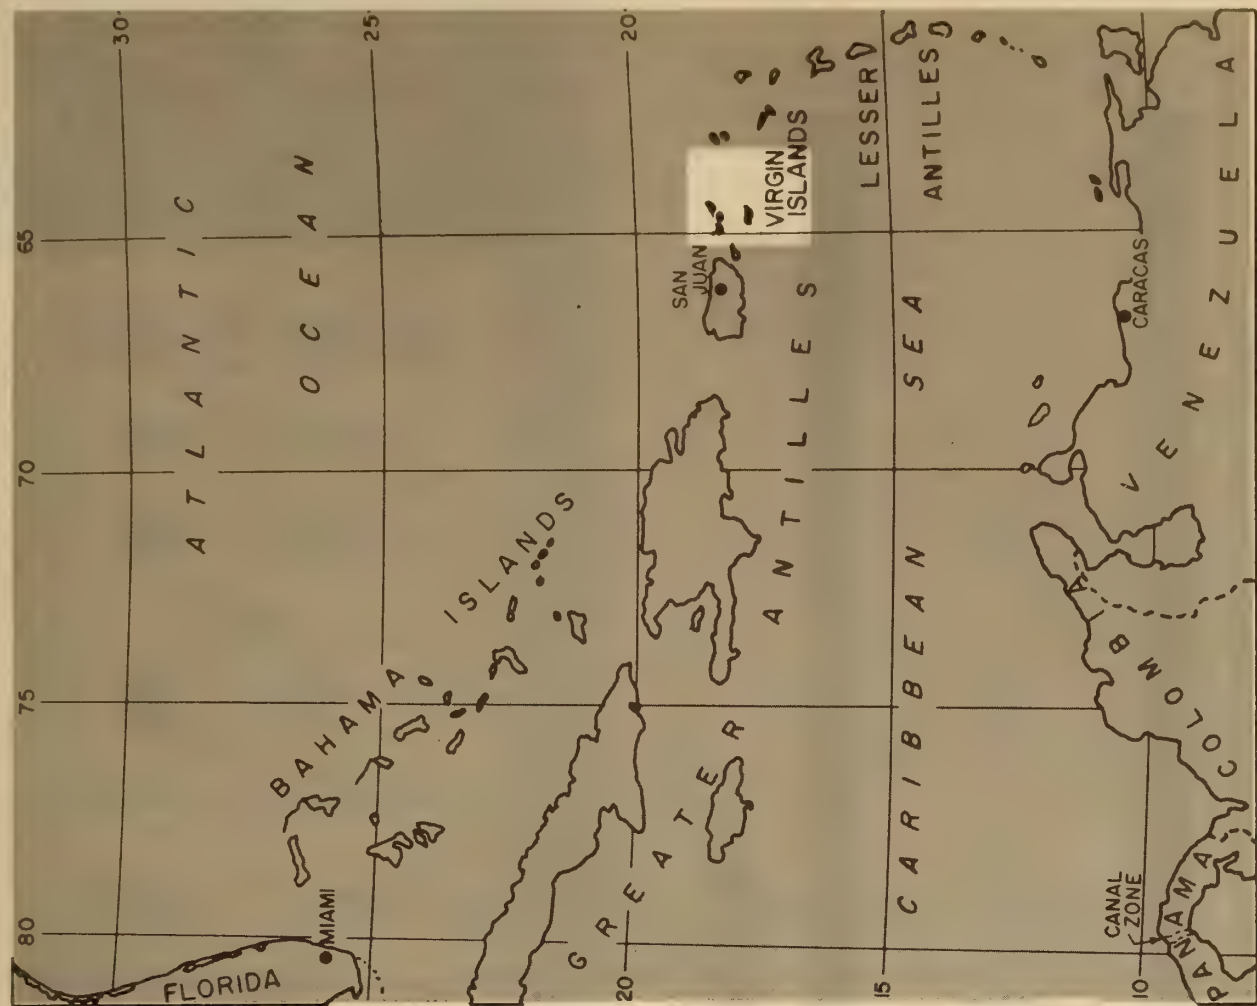 80
75
70
65
30
25
20
15
10
20
ATLANTIC
OCEAN
FLORIDA
MIAMI
BAHAMA ISLANDS
GREATER ANTILLES
SAN
JUAN
VIRGIN
ISLANDS
LESSER
ANTILLES
CARIBBEAN SEA
CANAL
ZONE
PANAMA
COLOMBIA
VENEZUELA
CARACAS